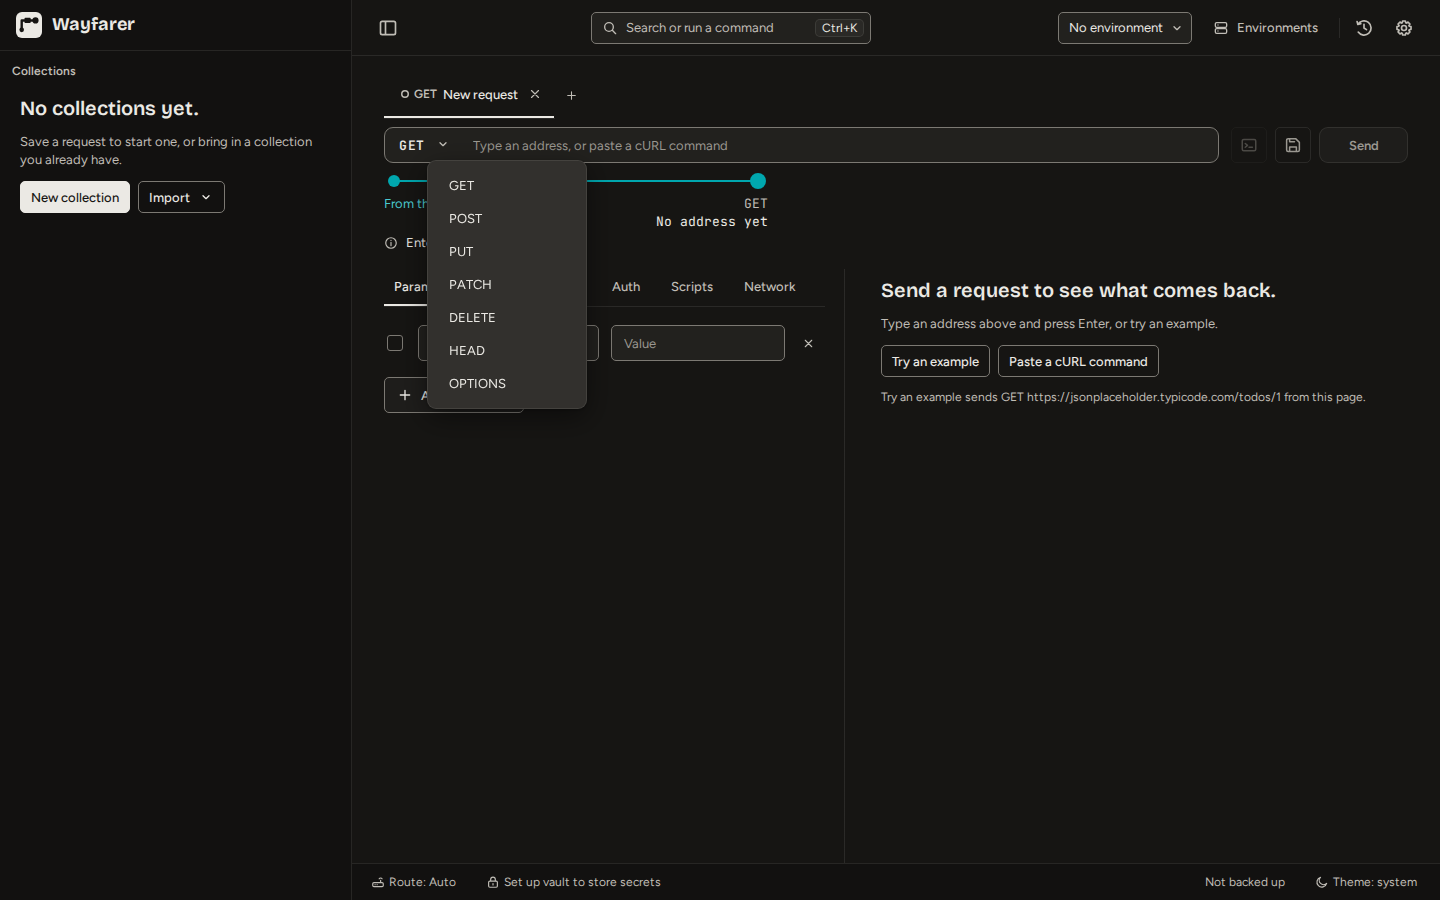 Wayfarer
Search or run a command
Ctrl+K
No environment
Environments
Collections
No collections yet.
Save a request to start one, or bring in a collection
you already have.
New collection
Import
GET New request
GET
Type an address, or paste a cURL command
Send
GET
POST
PUT
PATCH
DELETE
HEAD
OPTIONS
From
GET
No address yet
Auth
Scripts
Network
Value
Send a request to see what comes back.
Type an address above and press Enter, or try an example.
Try an example
Paste a cURL command
Try an example sends GET https://jsonplaceholder.typicode.com/todos/1 from this page.
Route: Auto
Set up vault to store secrets
Not backed up
Theme: system